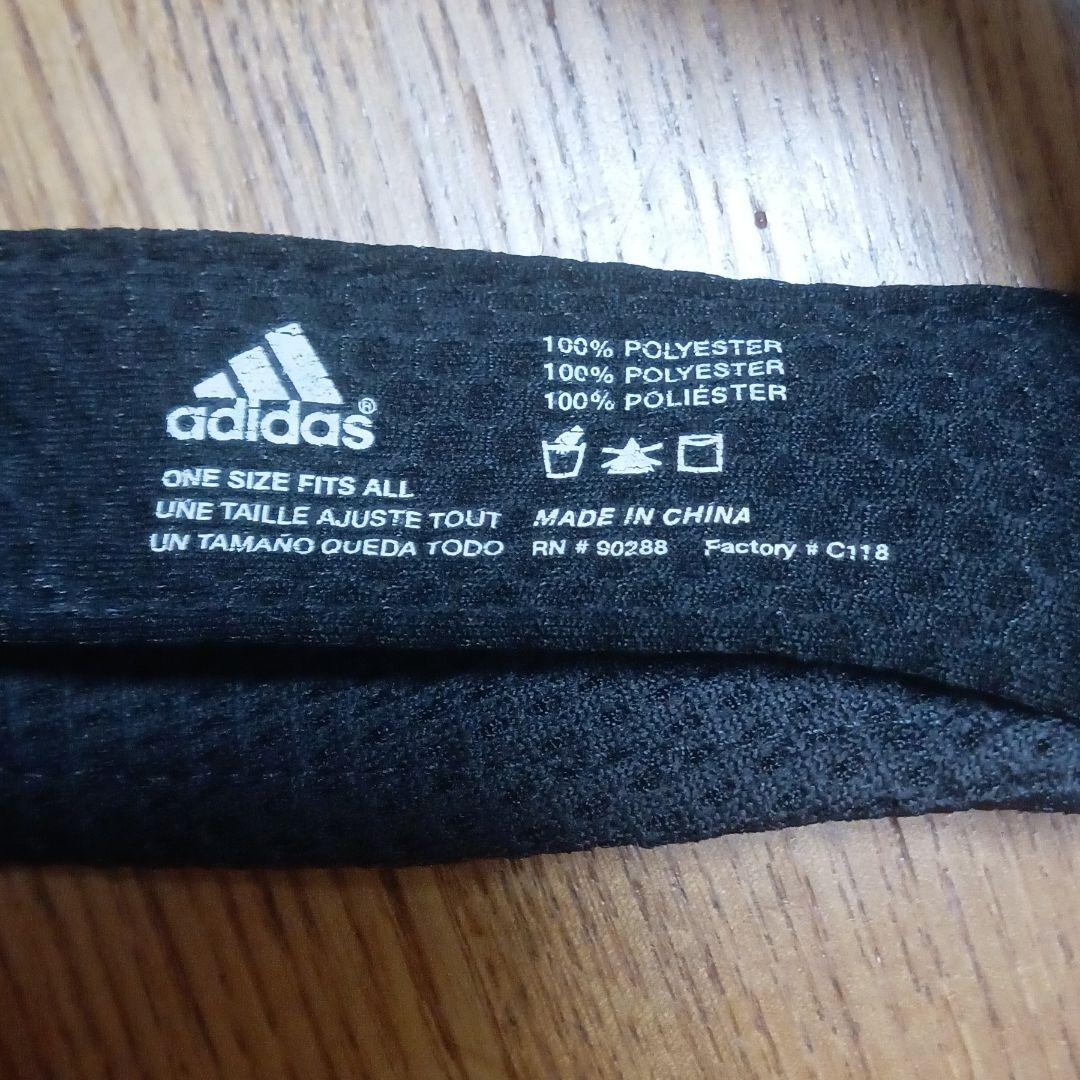 adidas®
ONE SIZE FITS ALL
UNE TAILLE AJUSTE TOUT
UN TAMAÑO QUEDA TODO
100% POLYESTER
100% POLYESTER
100% POLIÉSTER
MADE IN CHINA
RN # 90288 Factory # C118